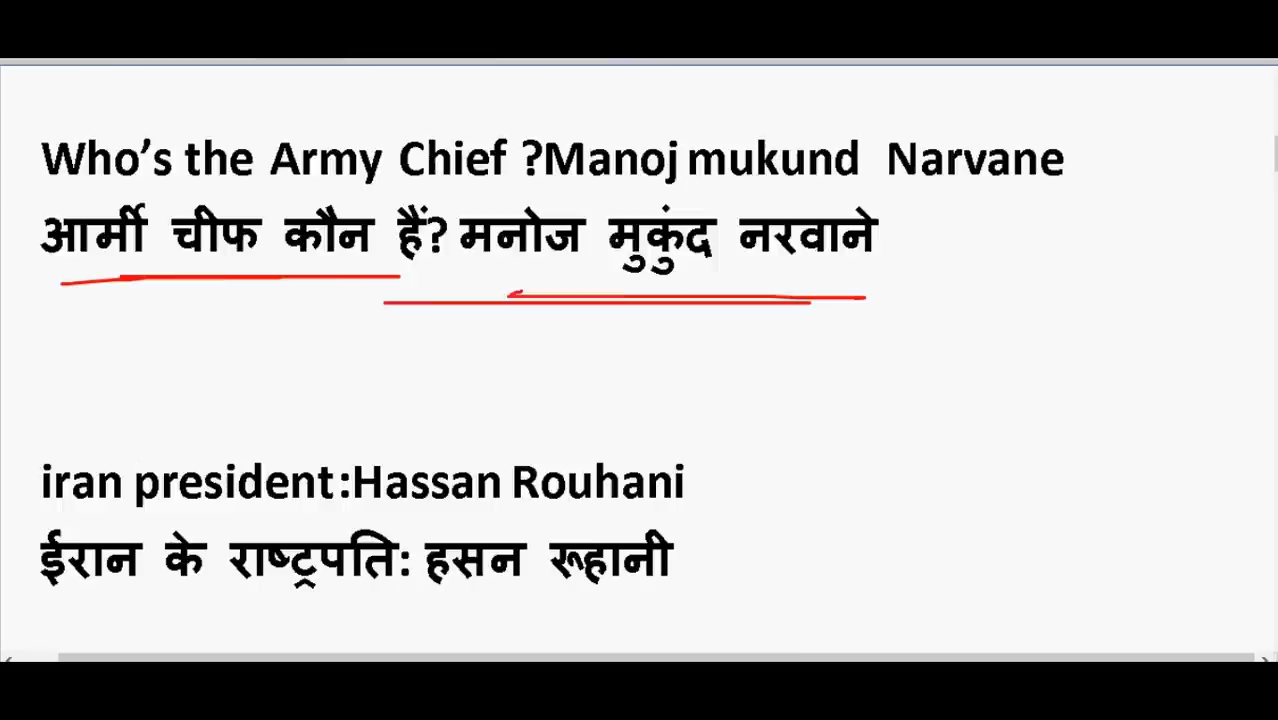 Who's the Army Chief ?Manoj mukund Narvane
आर्मी चीफ कौन हैं? मनोज मुकुंद नरवाने
iran president:Hassan Rouhani
ईरान के राष्ट्रपति: हसन रूहानी